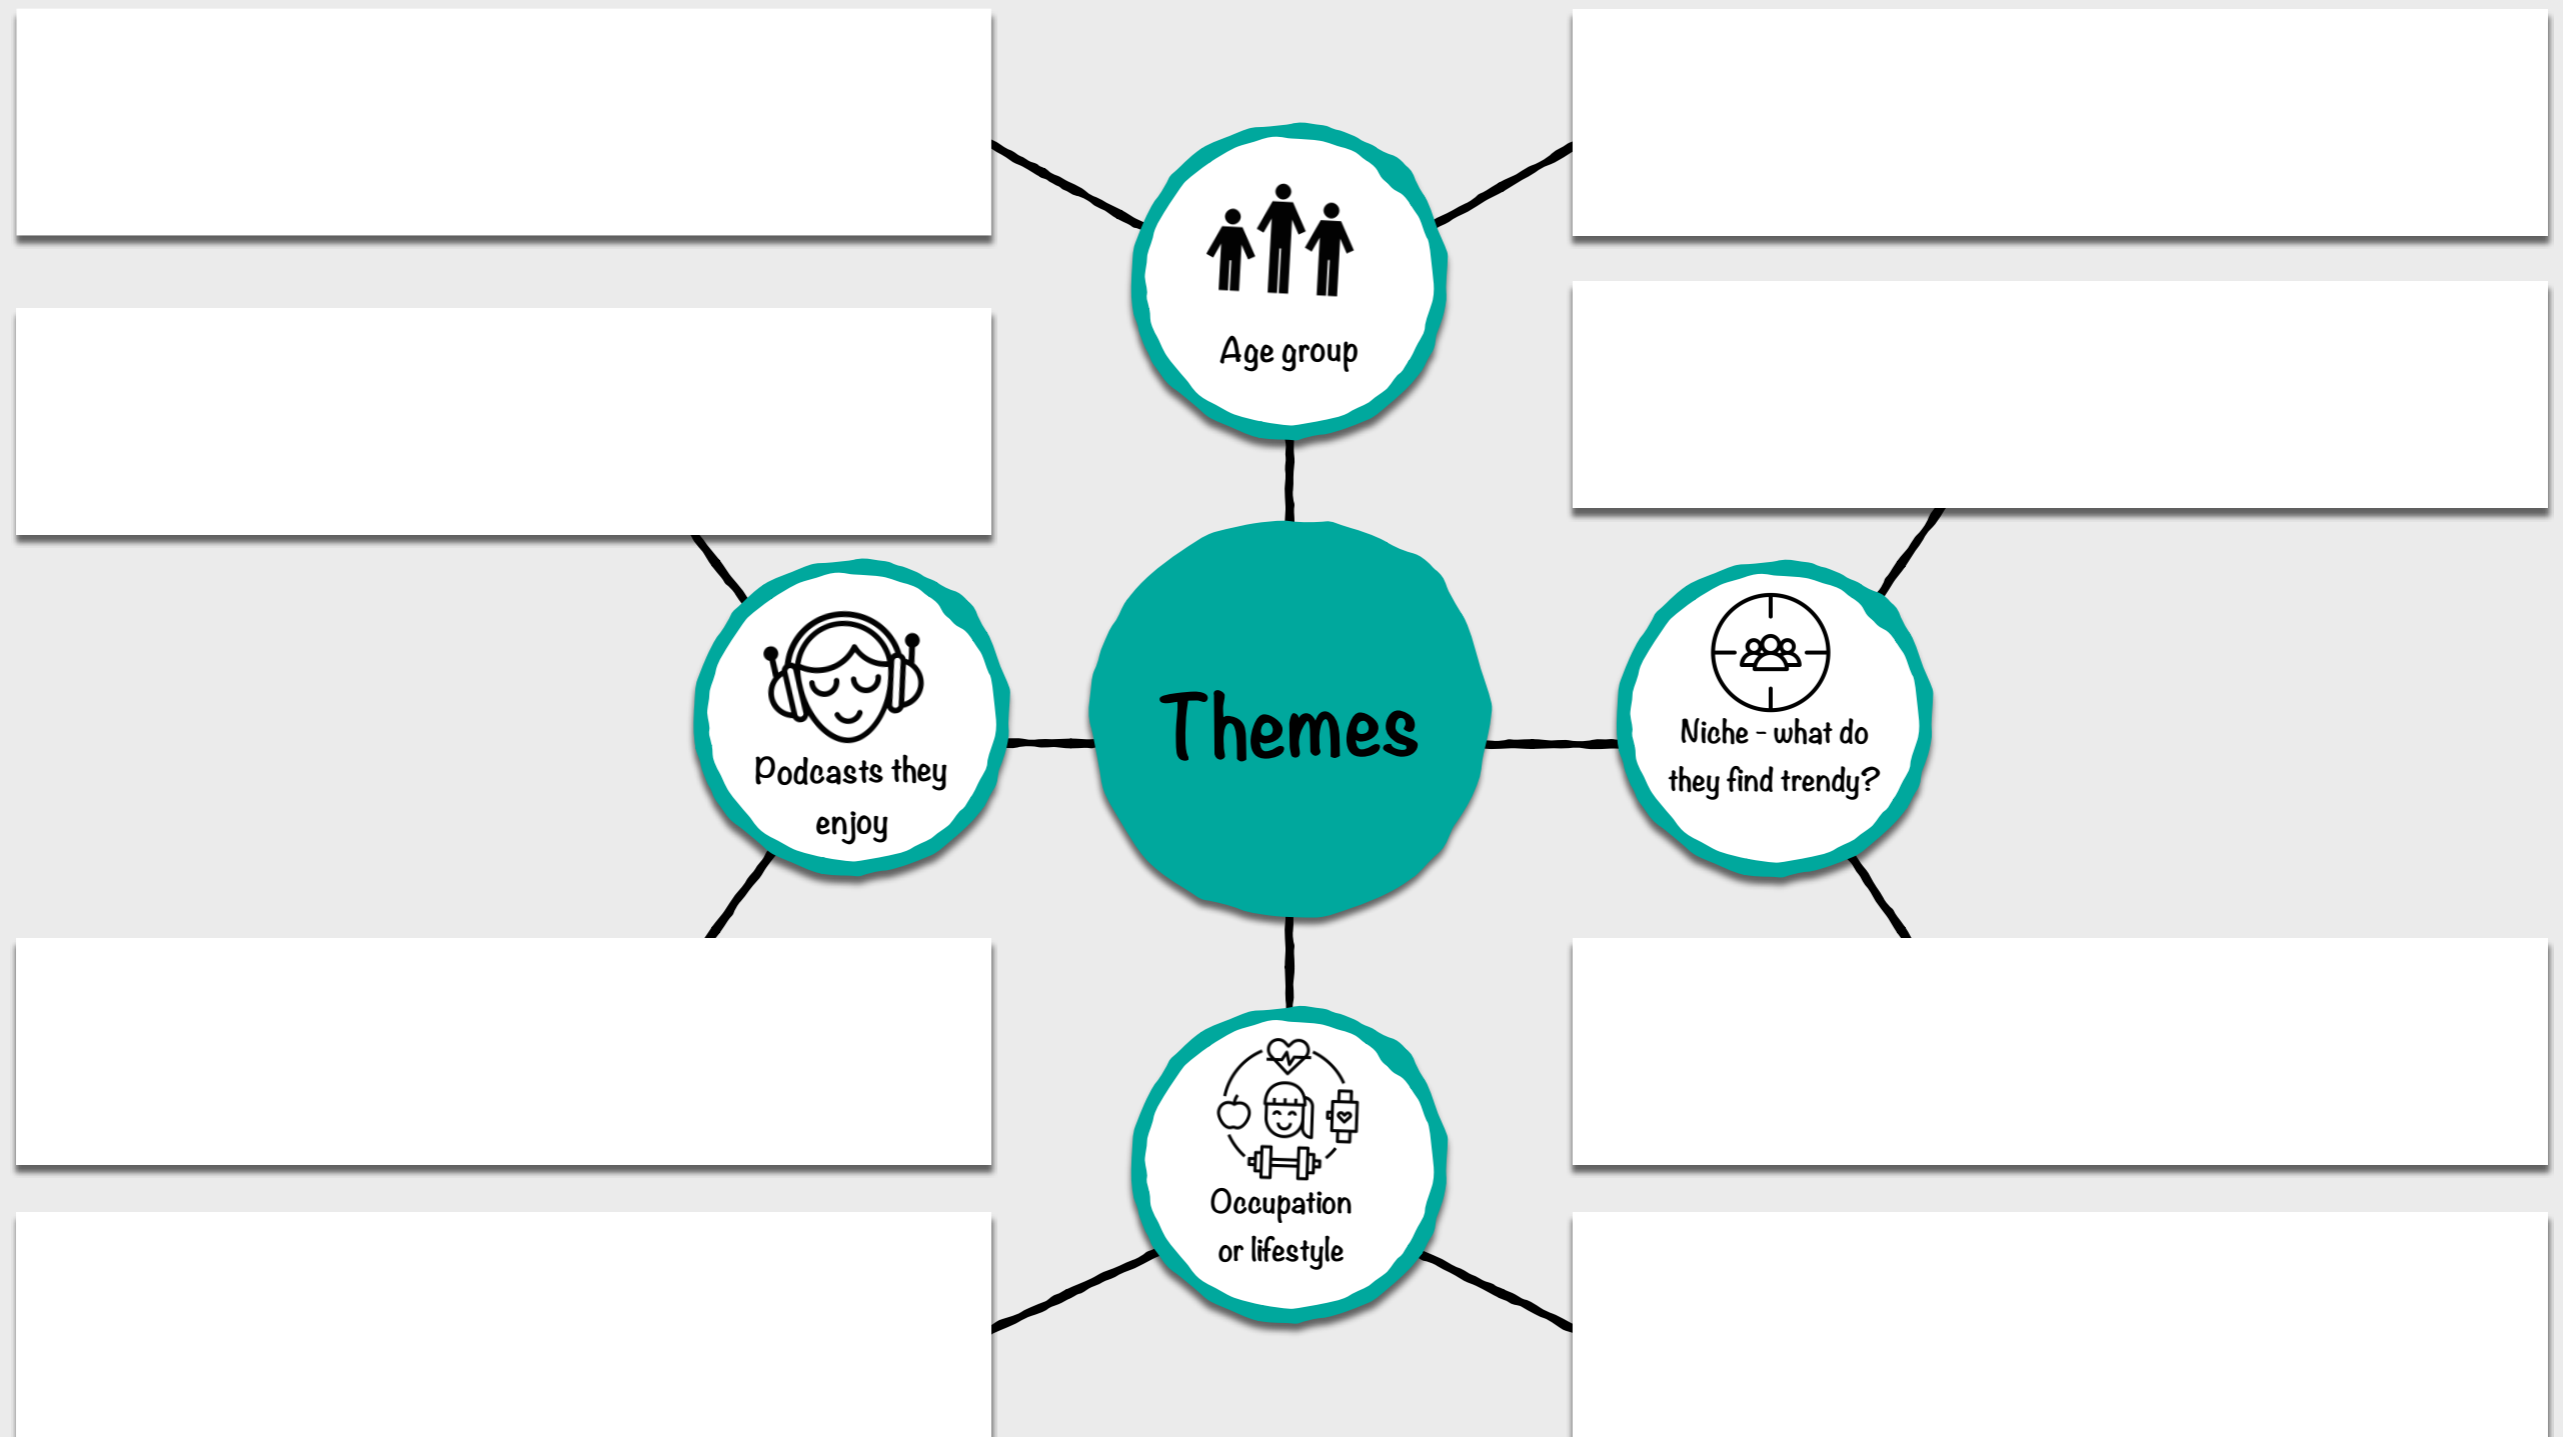 Age group
Podcasts they
enjoy
Themes
Niche - what do
they find trendy?
Occupation
or lifestyle